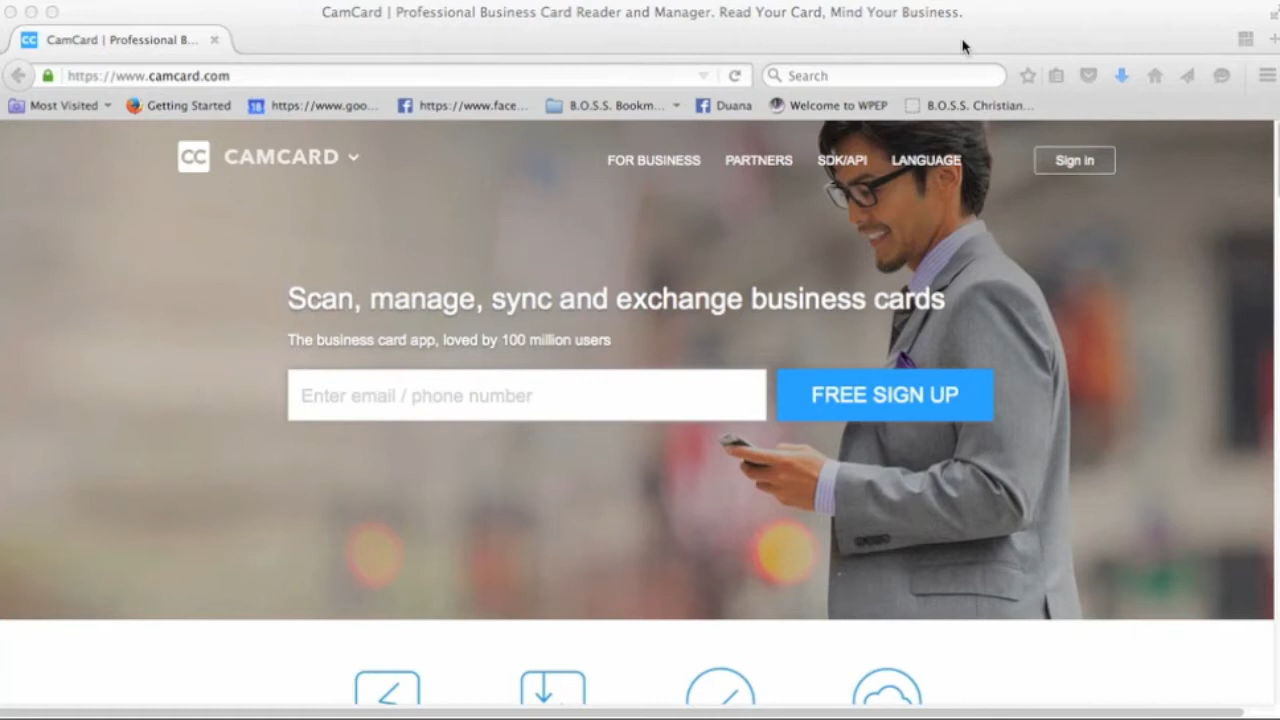 CamCard | Professional Business Card Reader and Manager. Read Your Card, Mind Your Business.
CC CamCard | Professional B...
https://www.camcard.com
Search
Most Visited
Getting Started
18 https://www.goo...
https://www.face...
B.O.S.S. Bookm...
Duana
Welcome to WPEP
B.O.S.S. Christian...
CC CAMCARD
FOR BUSINESS
PARTNERS
SDK/API
LANGUAGE
Sign in
Scan, manage, sync and exchange business cards
The business card app, loved by 100 million users
Enter email / phone number
FREE SIGN UP